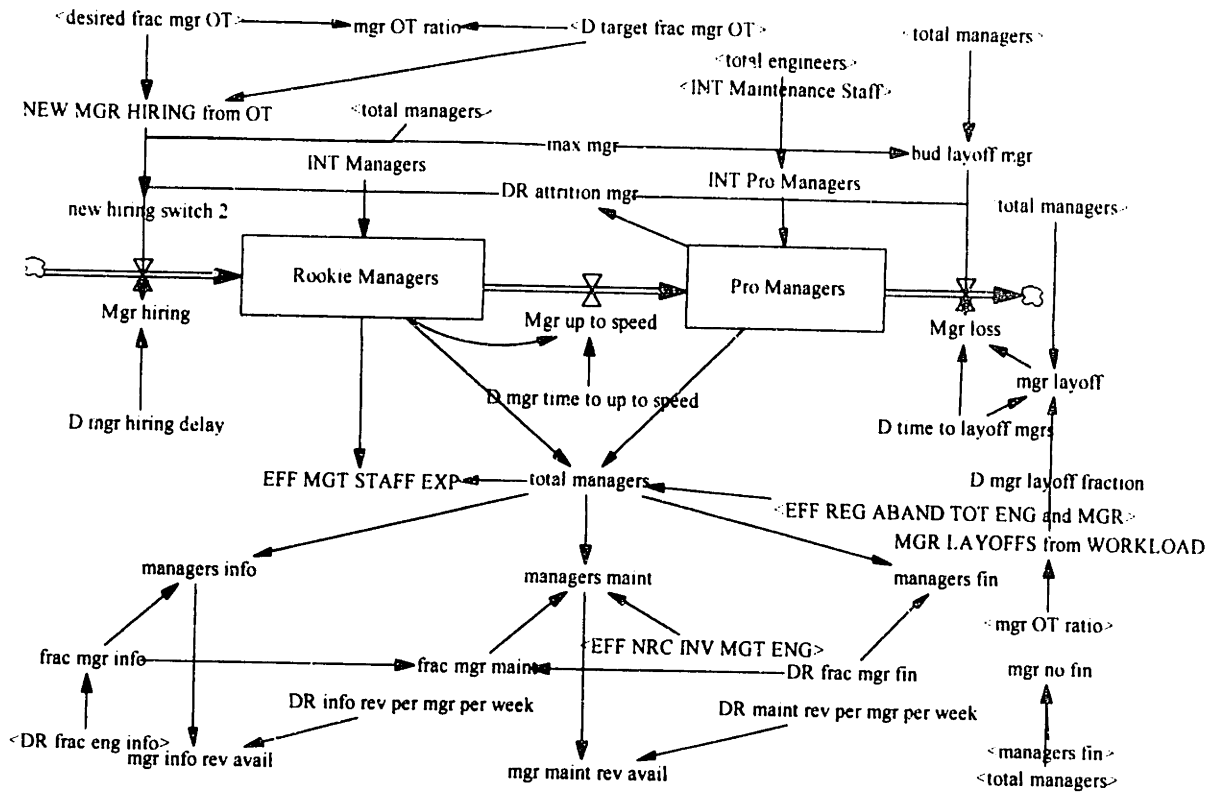 <desired frac mgr OT>
mgr OT ratio
<D target frac mgr OT>
<total managers>
<total engineers>
<INT Maintenance Staff>
NEW MGR HIRING from OT
<total managers>
max mgr
bud layoff mgr
INT Managers
DR attrition mgr
INT Pro Managers
new hiring switch 2
total managers>
Rookie Managers
Pro Managers
Mgr hiring
Mgr up to speed
Mgr loss
mgr layoff
D mgr time to up to speed
D mgr hiring delay
D time to layoff mgrs
EFF MGT STAFF EXP
total managers
D mgr layoff fraction
<EFF REG ABAND TOT ENG and MGR>
MGR LAYOFFS from WORKLOAD
managers info
managers maint
managers fin
<mgr OT ratio>
<EFF NRC INV MGT ENG>
frac mgr info
frac mgr maint
DR frac mgr fin
mgr no fin
DR info rev per mgr per week
DR maint rev per mgr per week
<DR frac eng info>
mgr info rev avail
<managers fin>
mgr maint rev avail
<total managers>